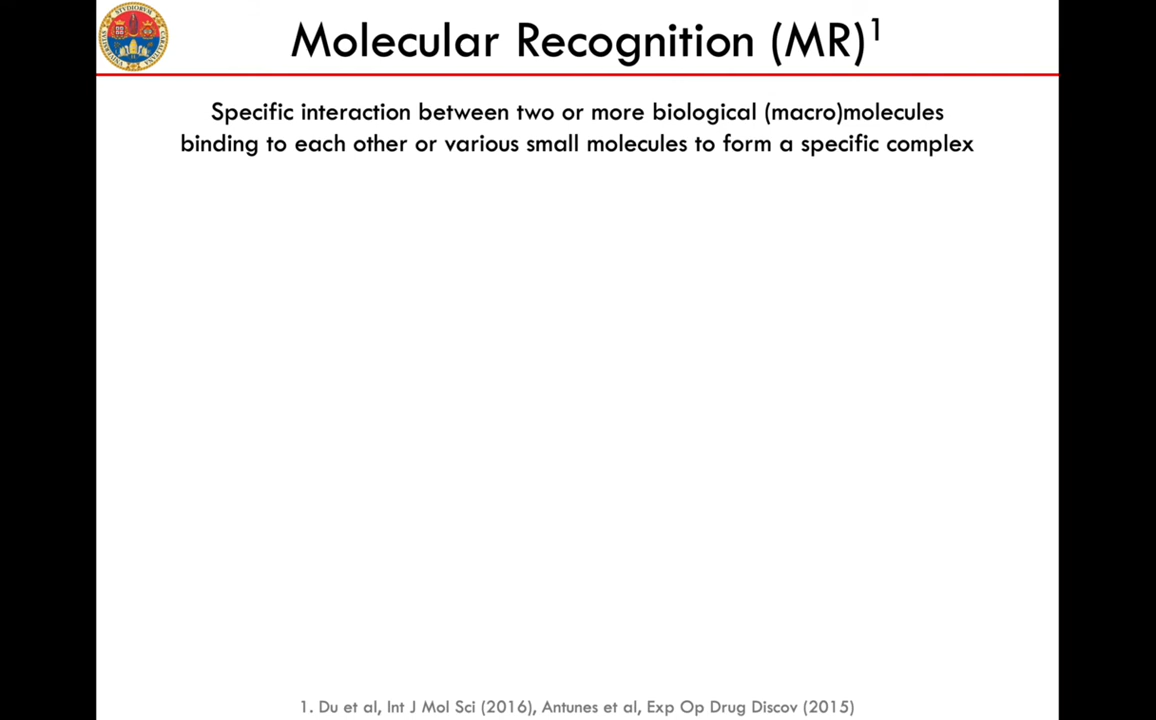 Molecular Recognition (MR)¹
Specific interaction between two or more biological (macro)molecules
binding to each other or various small molecules to form a specific complex
1. Du et al, Int J Mol Sci (2016), Antunes et al, Exp Op Drug Discov (2015)